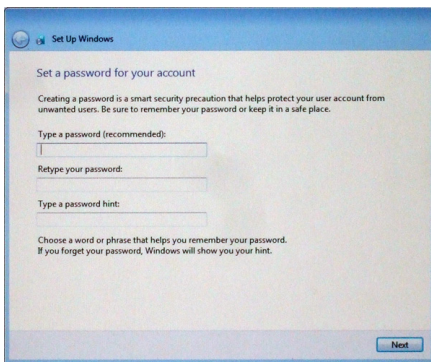 Set Up Windows
Set a password for your account
Creating a password is a smart security precaution that helps protect your user account from
unwanted users. Be sure to remember your password or keep it in a safe place.
Type a password (recommended):
Retype your password:
Type a password hint:
Choose a word or phrase that helps you remember your password.
If you forget your password, Windows will show you your hint.
Next